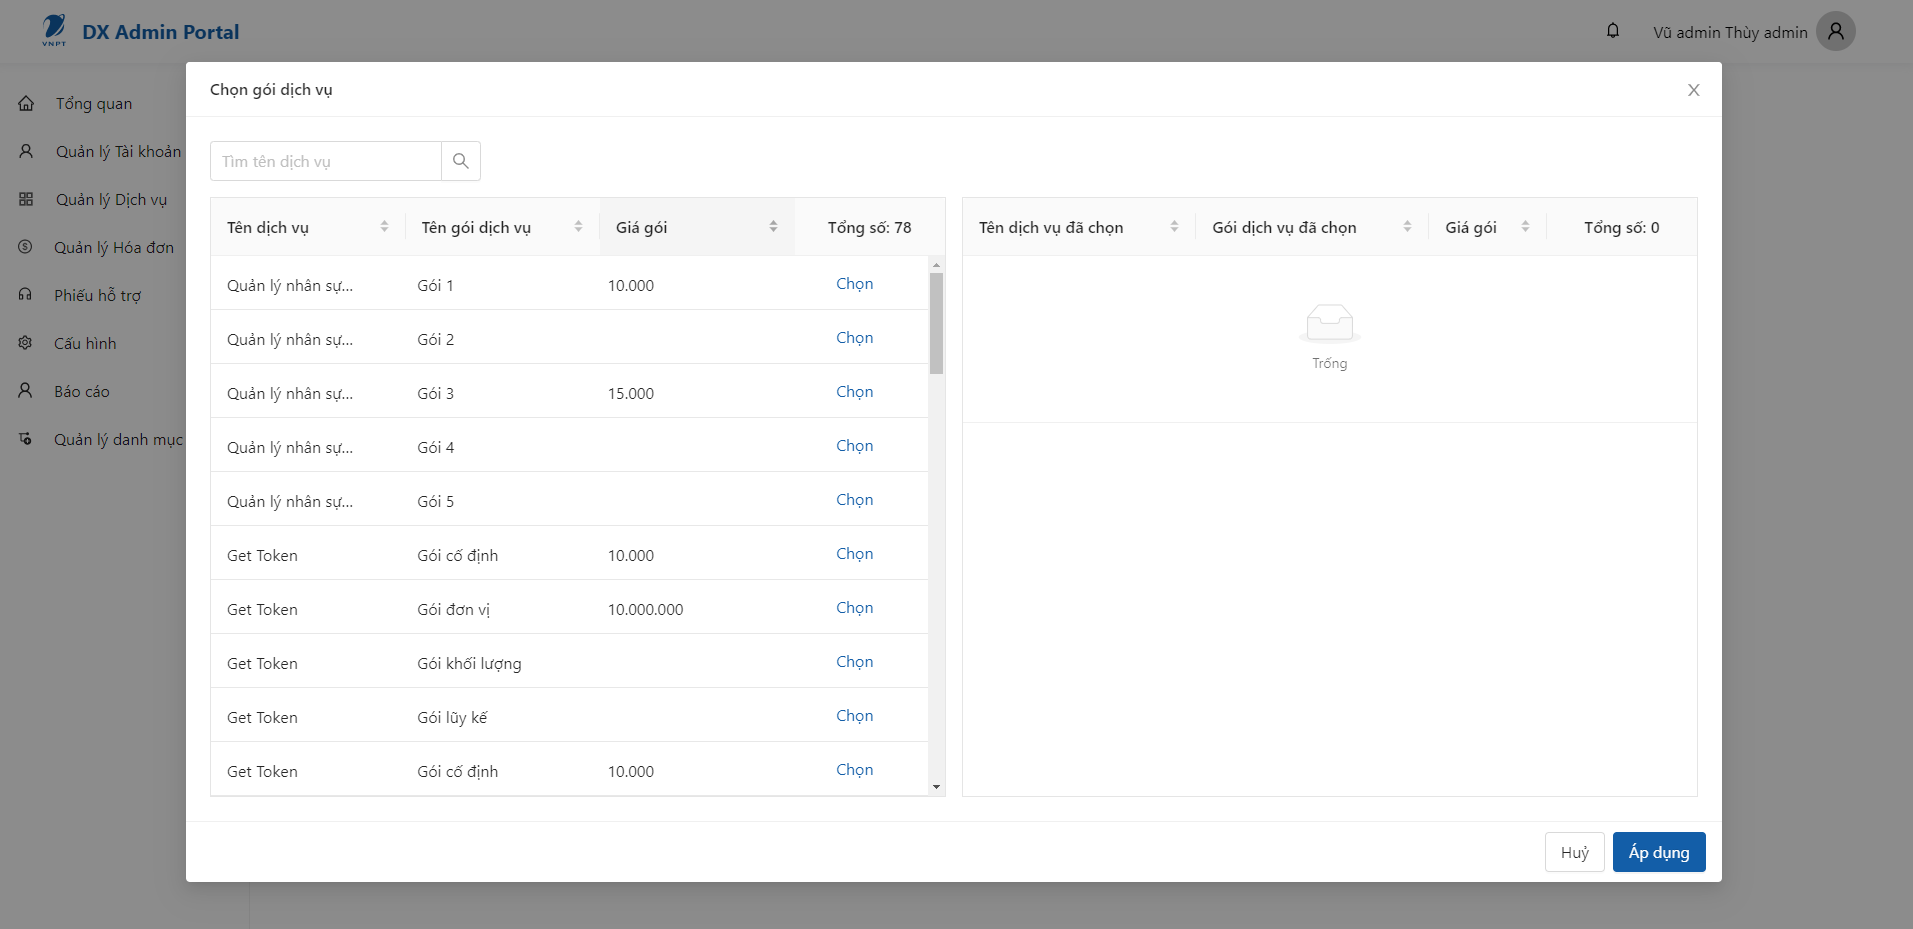 VNPT
DX Admin Portal
Vũ admin Thùy admin
Tổng quan
Quản lý Tài khoản
Quản lý Dịch vụ
Quản lý Hóa đơn
Phiếu hỗ trợ
Cấu hình
Báo cáo
Quản lý danh mục
Chọn gói dịch vụ
Tìm tên dịch vụ
Tên dịch vụ Tên gói dịch vụ Giá gói Tổng số: 78
Quản lý nhân sự... Gói 1 10.000 Chọn
Quản lý nhân sự... Gói 2 Chọn
Quản lý nhân sự... Gói 3 15.000 Chọn
Quản lý nhân sự... Gói 4 Chọn
Quản lý nhân sự... Gói 5 Chọn
Get Token Gói cố định 10.000 Chọn
Get Token Gói đơn vị 10.000.000 Chọn
Get Token Gói khối lượng Chọn
Get Token Gói lũy kế Chọn
Get Token Gói cố định 10.000 Chọn
Tên dịch vụ đã chọn Gói dịch vụ đã chọn Giá gói Tổng số: 0
Trống
Huỷ Áp dụng